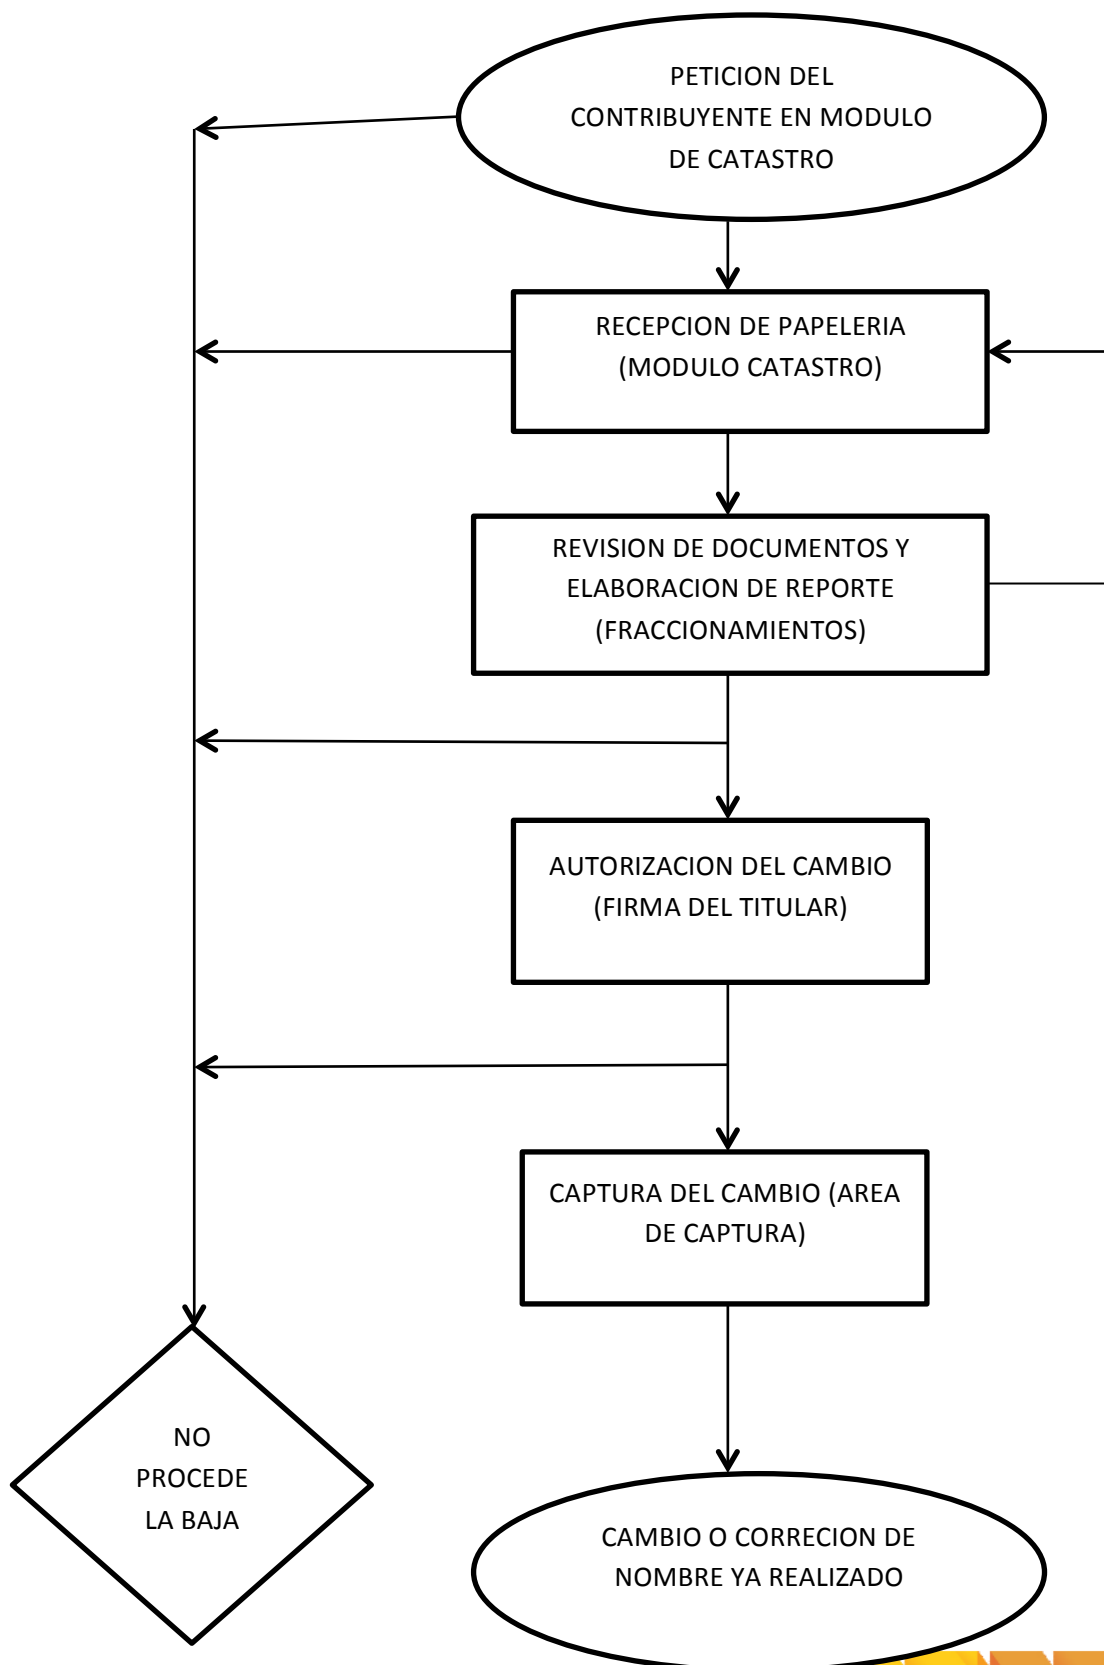 PETICION DEL
CONTRIBUYENTE EN MODULO
DE CATASTRO
RECEPCION DE PAPELERIA
(MODULO CATASTRO)
REVISION DE DOCUMENTOS Y
ELABORACION DE REPORTE
(FRACCIONAMIENTOS)
AUTORIZACION DEL CAMBIO
(FIRMA DEL TITULAR)
CAPTURA DEL CAMBIO (AREA
DE CAPTURA)
NO
PROCEDE
LA BAJA
CAMBIO O CORRECION DE
NOMBRE YA REALIZADO